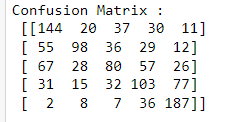 Confusion Matrix :
[[144  20  37  30  11]
[ 55  98  36  29  12]
[ 67  28  80  57  26]
[ 31  15  32 103  77]
[  2   8   7  36 187]]